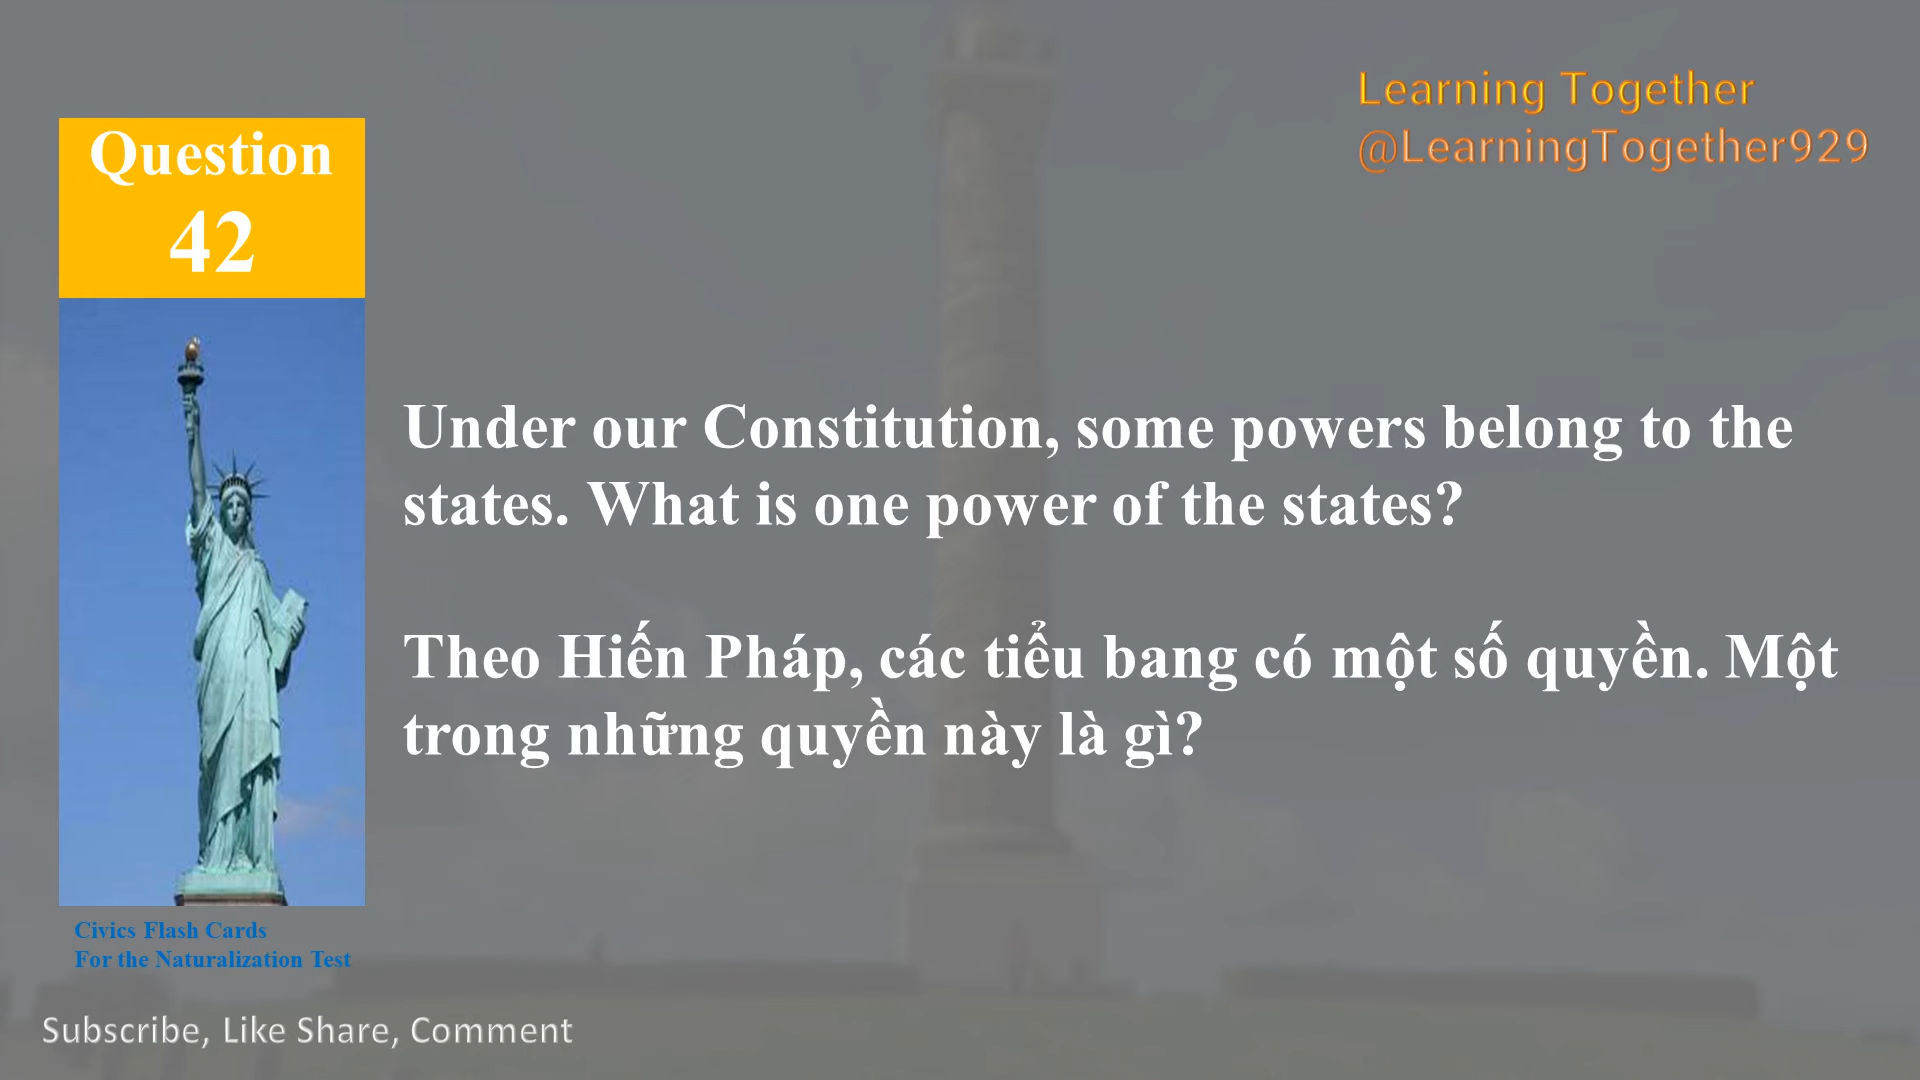 Learning Together
@LearningTogether929
Question
42
Under our Constitution, some powers belong to the
states. What is one power of the states?
Theo Hiến Pháp, các tiểu bang có một số quyền. Một
trong những quyền này là gì?
Civics Flash Cards
For the Naturalization Test
Subscribe, Like Share, Comment